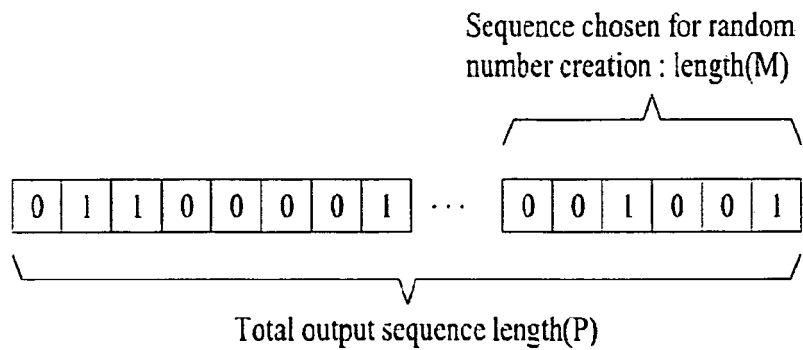 Sequence chosen for random
number creation : length(M)
0 1 1 0 0 0 0 1 ··· 0 0 1 0 0 1
Total output sequence length(P)